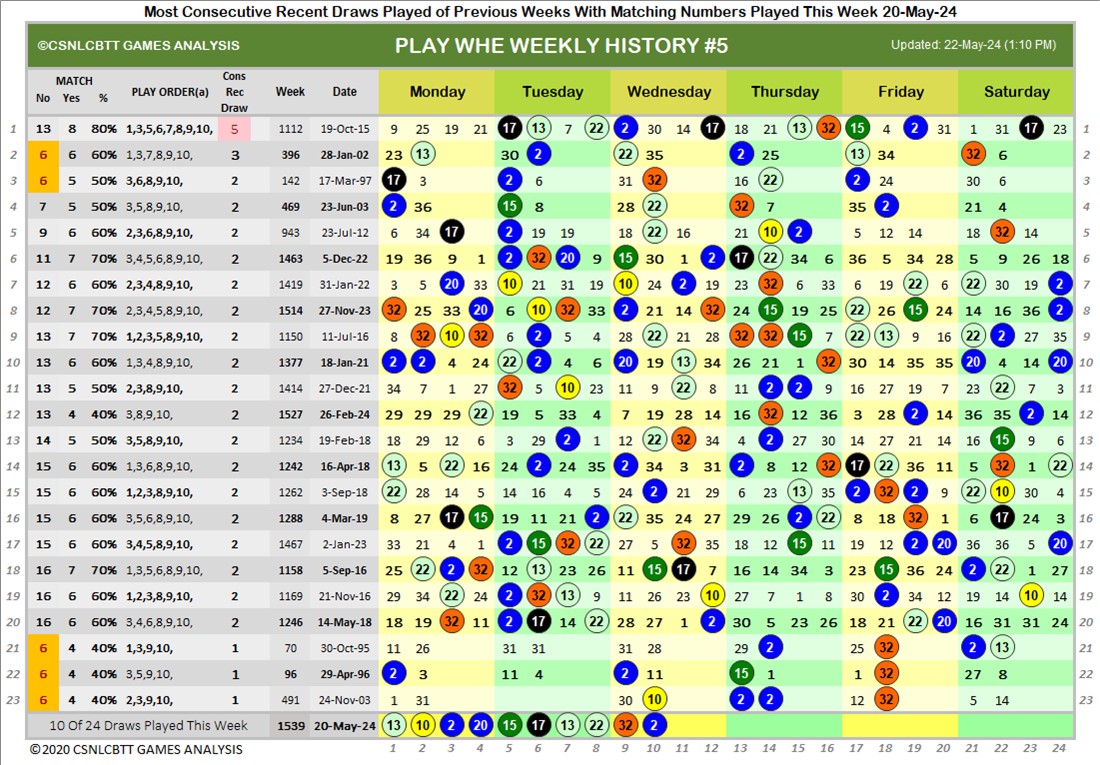 Most Consecutive Recent Draws Played of Previous Weeks With Matching Numbers Played This Week 20-May-24
©CSNLCBTT GAMES ANALYSIS PLAY WHE WEEKLY HISTORY #5 Updated: 22-May-24 (1:10 PM)
MATCH Cons
No Yes % PLAY ORDER(a) Rec Week Date Monday Tuesday Wednesday Thursday Friday Saturday
Draw
1 13 8 80% 1,3,5,6,7,8,9,10, 5 1112 19-Oct-15 9 25 19 21 17 13 7 22 2 30 14 17 18 21 13 32 15 4 2 31 1 31 17 23 1
2 6 6 60% 1,3,7,8,9,10, 3 396 28-Jan-02 23 13 30 2 22 35 2 25 13 34 32 6 2
3 6 5 50% 3,6,8,9,10, 2 142 17-Mar-97 17 3 2 6 31 32 16 22 2 24 30 6 3
4 7 5 50% 3,5,8,9,10, 2 469 23-Jun-03 2 36 15 8 28 22 32 7 35 2 21 4 4
5 9 6 60% 2,3,6,8,9,10, 2 943 23-Jul-12 6 34 17 2 19 19 18 22 16 21 10 2 5 12 14 18 32 14 5
6 11 7 70% 3,4,5,6,8,9,10, 2 1463 5-Dec-22 19 36 9 1 2 32 20 9 15 30 1 2 17 22 34 6 36 5 34 28 5 9 26 18 6
7 12 6 60% 2,3,4,8,9,10, 2 1419 31-Jan-22 3 5 20 33 10 21 31 19 10 24 2 19 23 32 6 33 6 19 22 6 22 30 19 2 7
8 12 7 70% 2,3,4,5,8,9,10, 2 1514 27-Nov-23 32 25 33 20 6 10 32 33 2 21 14 32 24 15 19 25 22 26 15 24 14 16 36 2 8
9 13 7 70% 1,2,3,5,8,9,10, 2 1150 11-Jul-16 8 32 10 32 6 2 5 4 28 22 21 28 32 32 15 7 22 13 9 16 22 2 27 35 9
10 13 6 60% 1,3,4,8,9,10, 2 1377 18-Jan-21 2 2 4 24 22 2 4 6 20 19 13 34 26 21 1 32 30 14 35 35 20 4 14 20 10
11 13 5 50% 2,3,8,9,10, 2 1414 27-Dec-21 34 7 1 27 32 5 10 23 11 9 22 8 11 2 2 9 16 27 19 7 23 22 7 3 11
12 13 4 40% 3,8,9,10, 2 1527 26-Feb-24 29 29 29 22 19 5 33 4 7 19 28 14 16 32 12 36 3 28 2 14 36 35 2 14 12
13 14 5 50% 3,5,8,9,10, 2 1234 19-Feb-18 18 29 12 6 3 29 2 1 12 22 32 34 4 2 27 30 14 27 21 14 16 15 9 6 13
14 15 6 60% 1,3,6,8,9,10, 2 1242 16-Apr-18 13 5 22 16 24 2 24 35 2 34 3 31 2 8 12 32 17 22 36 11 5 32 1 22 14
15 15 6 60% 1,2,3,8,9,10, 2 1262 3-Sep-18 22 28 14 5 14 16 4 5 24 2 21 29 6 23 13 35 2 32 2 9 22 10 30 4 15
16 15 6 60% 3,5,6,8,9,10, 2 1288 4-Mar-19 8 27 17 15 19 11 21 2 22 35 24 27 29 26 2 22 8 18 32 1 6 17 24 3 16
17 15 6 60% 3,4,5,8,9,10, 2 1467 2-Jan-23 33 21 4 1 2 15 32 22 27 5 32 35 18 12 15 11 19 12 2 20 16 36 5 20 17
18 16 7 70% 1,3,5,6,8,9,10, 2 1158 5-Sep-16 25 22 2 32 12 13 23 26 11 15 17 7 16 14 34 3 23 15 36 24 2 22 1 27 18
19 16 6 60% 1,2,3,8,9,10, 2 1169 21-Nov-16 29 34 22 24 2 32 13 9 11 26 23 10 27 7 1 8 30 2 26 12 19 14 10 14 19
20 16 6 60% 3,4,6,8,9,10, 2 1246 14-May-18 18 19 32 11 2 17 14 22 28 27 1 2 30 5 23 26 18 21 22 20 16 31 31 24 20
21 6 4 40% 1,3,9,10, 1 70 30-Oct-95 11 26 31 31 31 28 29 2 25 32 2 13 21
22 6 4 40% 3,5,9,10, 1 96 29-Apr-96 2 3 11 4 2 11 15 1 1 32 27 8 22
23 6 4 40% 2,3,9,10, 1 491 24-Nov-03 1 31 30 10 2 2 12 32 5 14 23
10 Of 24 Draws Played This Week 1539 20-May-24 13 10 2 20 15 17 13 22 32 2
© 2020 CSNLCBTT GAMES ANALYSIS 1 2 3 4 5 6 7 8 9 10 11 12 13 14 15 16 17 18 19 20 21 22 23 24